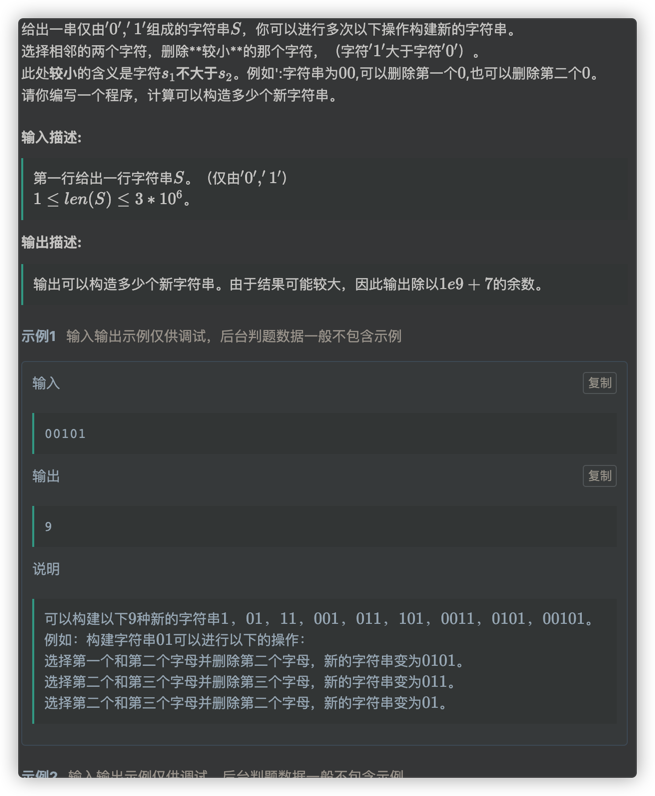 给出一串仅由'0','1'组成的字符串S，你可以进行多次以下操作构建新的字符串。
选择相邻的两个字符，删除**较小**的那个字符，（字符'1'大于字符'0'）。
此处较小的含义是字符s₁不大于s₂。例如':字符串为00,可以删除第一个0,也可以删除第二个0。
请你编写一个程序，计算可以构造多少个新字符串。
输入描述:
第一行给出一行字符串S。（仅由'0','1'）
1 ≤ len(S) ≤ 3 * 10⁶。
输出描述:
输出可以构造多少个新字符串。由于结果可能较大，因此输出除以1e9 + 7的余数。
示例1 输入输出示例仅供调试，后台判题数据一般不包含示例
输入 复制
00101
输出 复制
9
说明
可以构建以下9种新的字符串1，01，11，001，011，101，0011，0101，00101。
例如：构建字符串01可以进行以下的操作：
选择第一个和第二个字母并删除第二个字母，新的字符串变为0101。
选择第二个和第三个字母并删除第三个字母，新的字符串变为011。
选择第二个和第三个字母并删除第二个字母，新的字符串变为01。
示例2 输入输出示例仅供调试，后台判题数据一般不包含示例